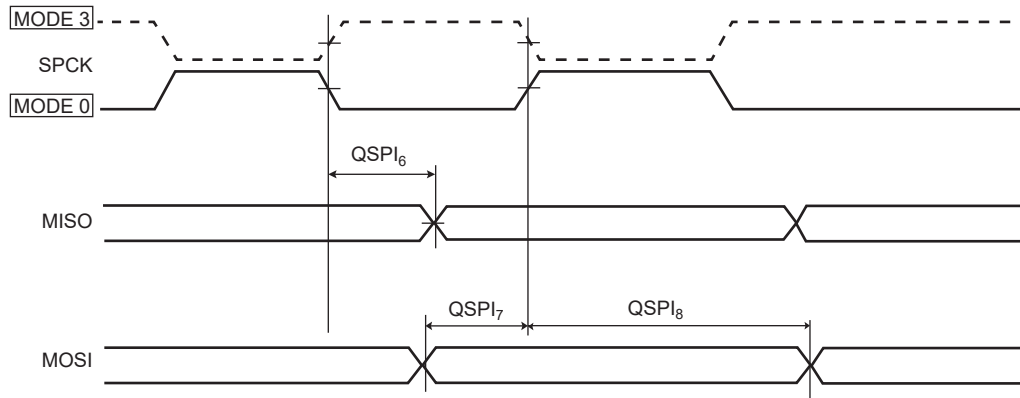 MODE 3
SPCK
MODE 0
QSPI₆
MISO
QSPI₇
QSPI₈
MOSI